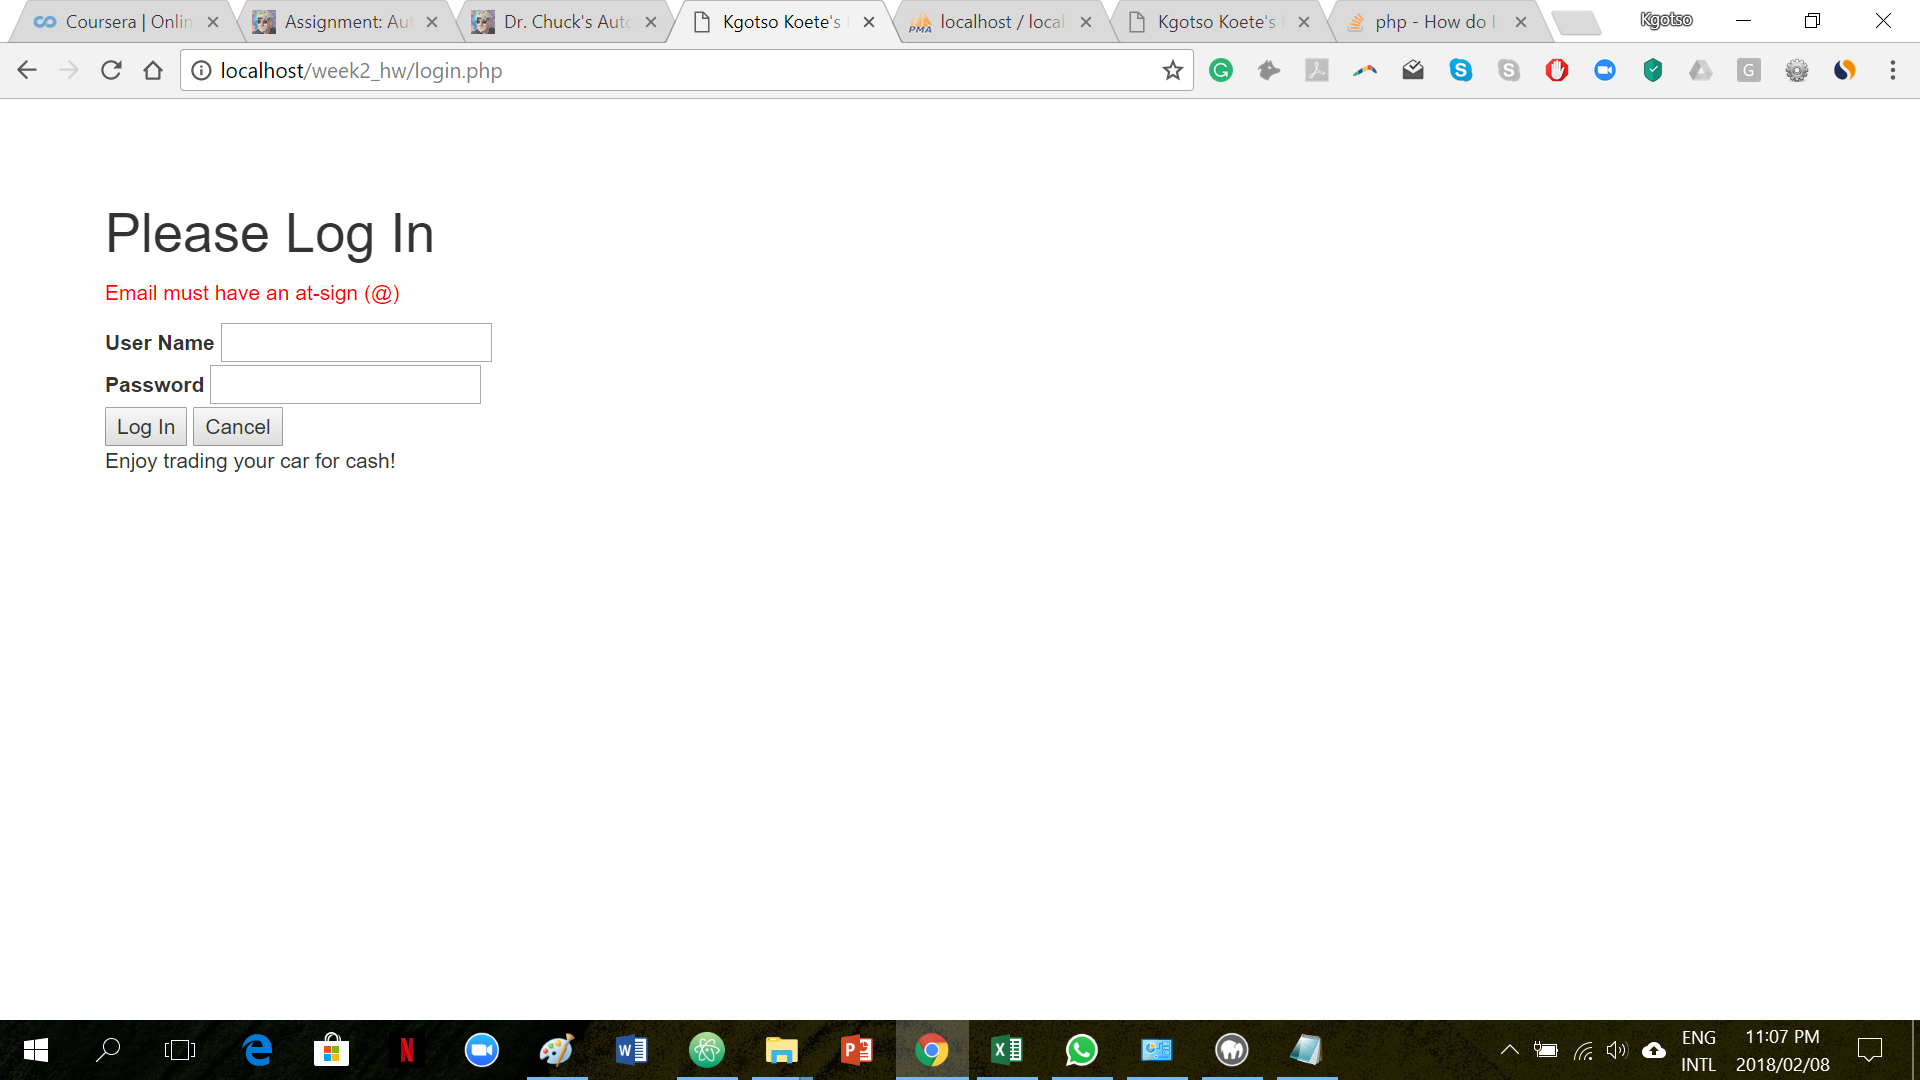 Coursera | Onlin
Assignment: Aut
Dr. Chuck's Auto
Kgotso Koete's
localhost / local
Kgotso Koete's
php - How do I
Kgotso
localhost/week2_hw/login.php
Please Log In
Email must have an at-sign (@)
User Name
Password
Log In Cancel
Enjoy trading your car for cash!
ENG 11:07 PM
INTL 2018/02/08